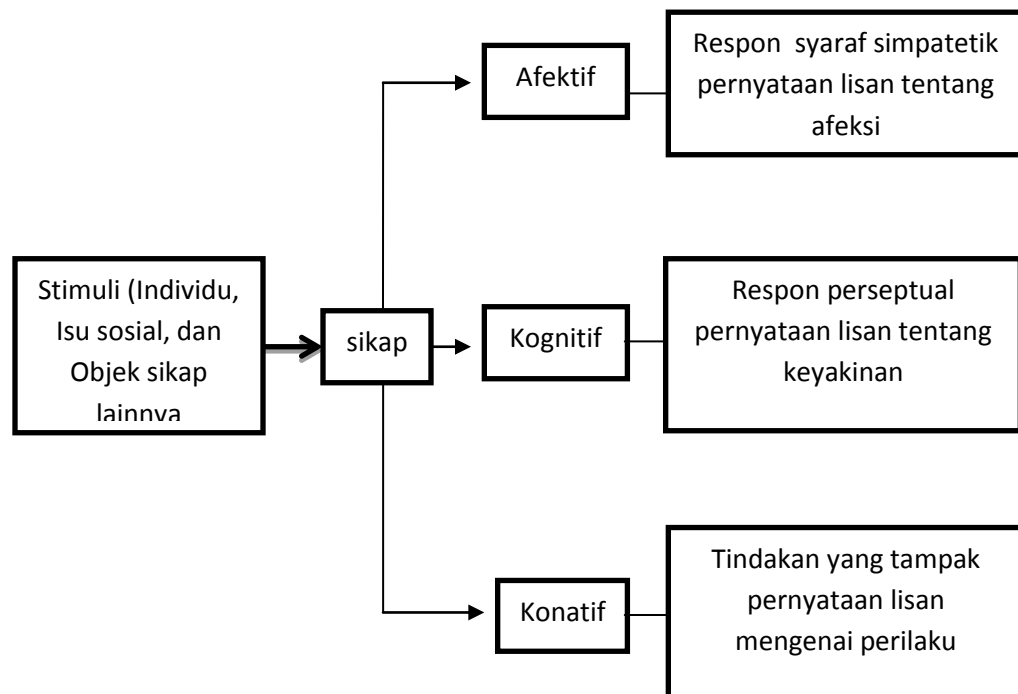 Afektif
Respon syaraf simpatetik
pernyataan lisan tentang
afeksi
Stimuli (Individu,
Isu sosial, dan
Objek sikap
lainnya
sikap
Kognitif
Respon perseptual
pernyataan lisan tentang
keyakinan
Konatif
Tindakan yang tampak
pernyataan lisan
mengenai perilaku